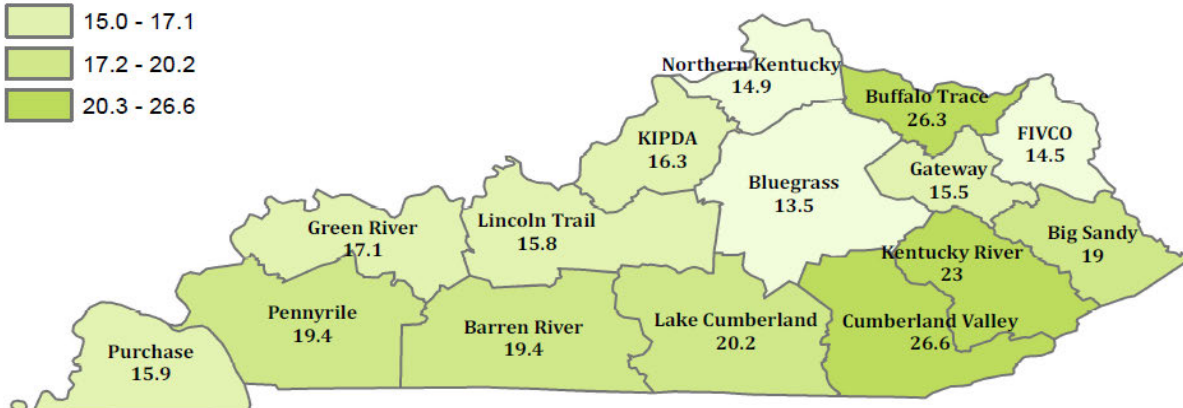 15.0 - 17.1
17.2 - 20.2
20.3 - 26.6
Northern Kentucky
14.9
Buffalo Trace
26.3
FIVCO
14.5
KIPDA
16.3
Gateway
15.5
Bluegrass
13.5
Green River
17.1
Lincoln Trail
15.8
Kentucky River
23
Big Sandy
19
Pennyrile
19.4
Barren River
19.4
Lake Cumberland
20.2
Cumberland Valley
26.6
Purchase
15.9